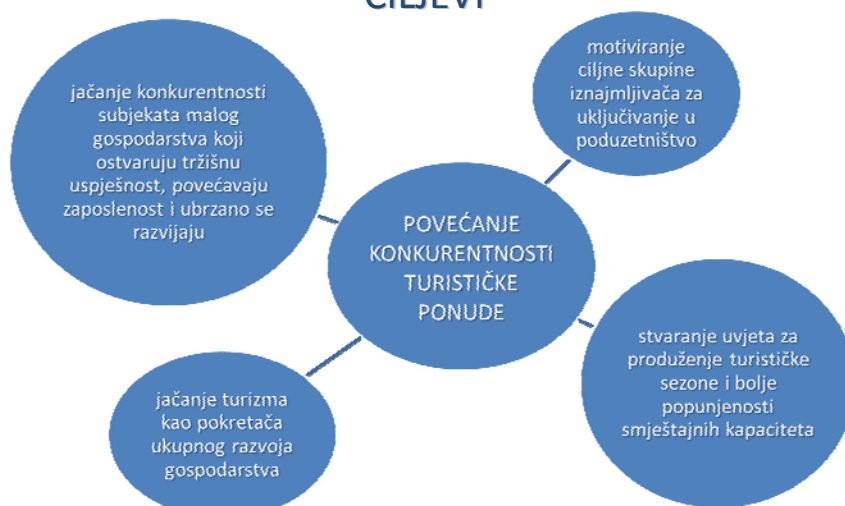 CILJEVI
jačanje konkurentnosti
subjekata malog
gospodarstva koji
ostvaruju tržišnu
uspješnost, povećavaju
zaposlenost i ubrzano se
razvijaju
motiviranje
ciljne skupine
iznajmljivača za
uključivanje u
poduzetništvo
POVEĆANJE
KONKURENTNOSTI
TURISTIČKE
PONUDE
jačanje turizma
kao pokretača
ukupnog razvoja
gospodarstva
stvaranje uvjeta za
produženje turističke
sezone i bolje
popunjenosti
smještajnih kapaciteta